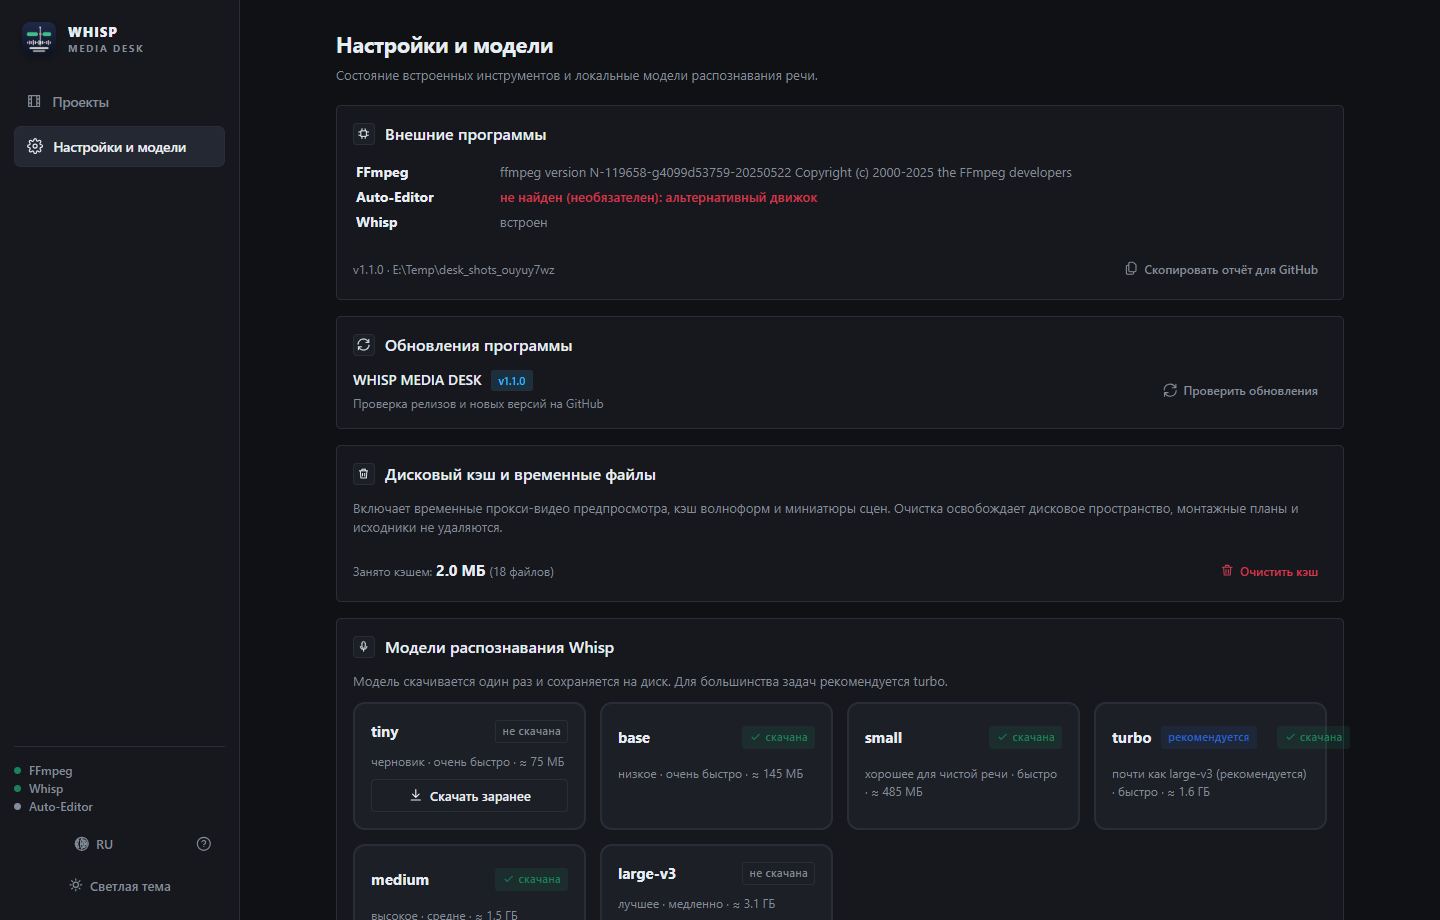 WHISP
MEDIA DESK
Проекты
Настройки и модели
FFmpeg
Whisp
Auto-Editor
RU
Светлая тема
Настройки и модели
Состояние встроенных инструментов и локальные модели распознавания речи.
Внешние программы
FFmpeg ffmpeg version N-119658-g4099d53759-20250522 Copyright (c) 2000-2025 the FFmpeg developers
Auto-Editor не найден (необязателен): альтернативный движок
Whisp встроен
v1.1.0 · E:\Temp\desk_shots_ouyuy7wz Скопировать отчёт для GitHub
Обновления программы
WHISP MEDIA DESK v1.1.0
Проверка релизов и новых версий на GitHub
Проверить обновления
Дисковый кэш и временные файлы
Включает временные прокси-видео предпросмотра, кэш волноформ и миниатюры сцен. Очистка освобождает дисковое пространство, монтажные планы и
исходники не удаляются.
Занято кэшем: 2.0 МБ (18 файлов) Очистить кэш
Модели распознавания Whisp
Модель скачивается один раз и сохраняется на диск. Для большинства задач рекомендуется turbo.
tiny не скачана
черновик · очень быстро · ≈ 75 МБ
Скачать заранее
base скачана
низкое · очень быстро · ≈ 145 МБ
small скачана
хорошее для чистой речи · быстро
· ≈ 485 МБ
turbo рекомендуется скачана
почти как large-v3 (рекомендуется)
· быстро · ≈ 1.6 ГБ
medium скачана
высокое · средне · ≈ 1.5 ГБ
large-v3 не скачана
лучшее · медленно · ≈ 3.1 ГБ